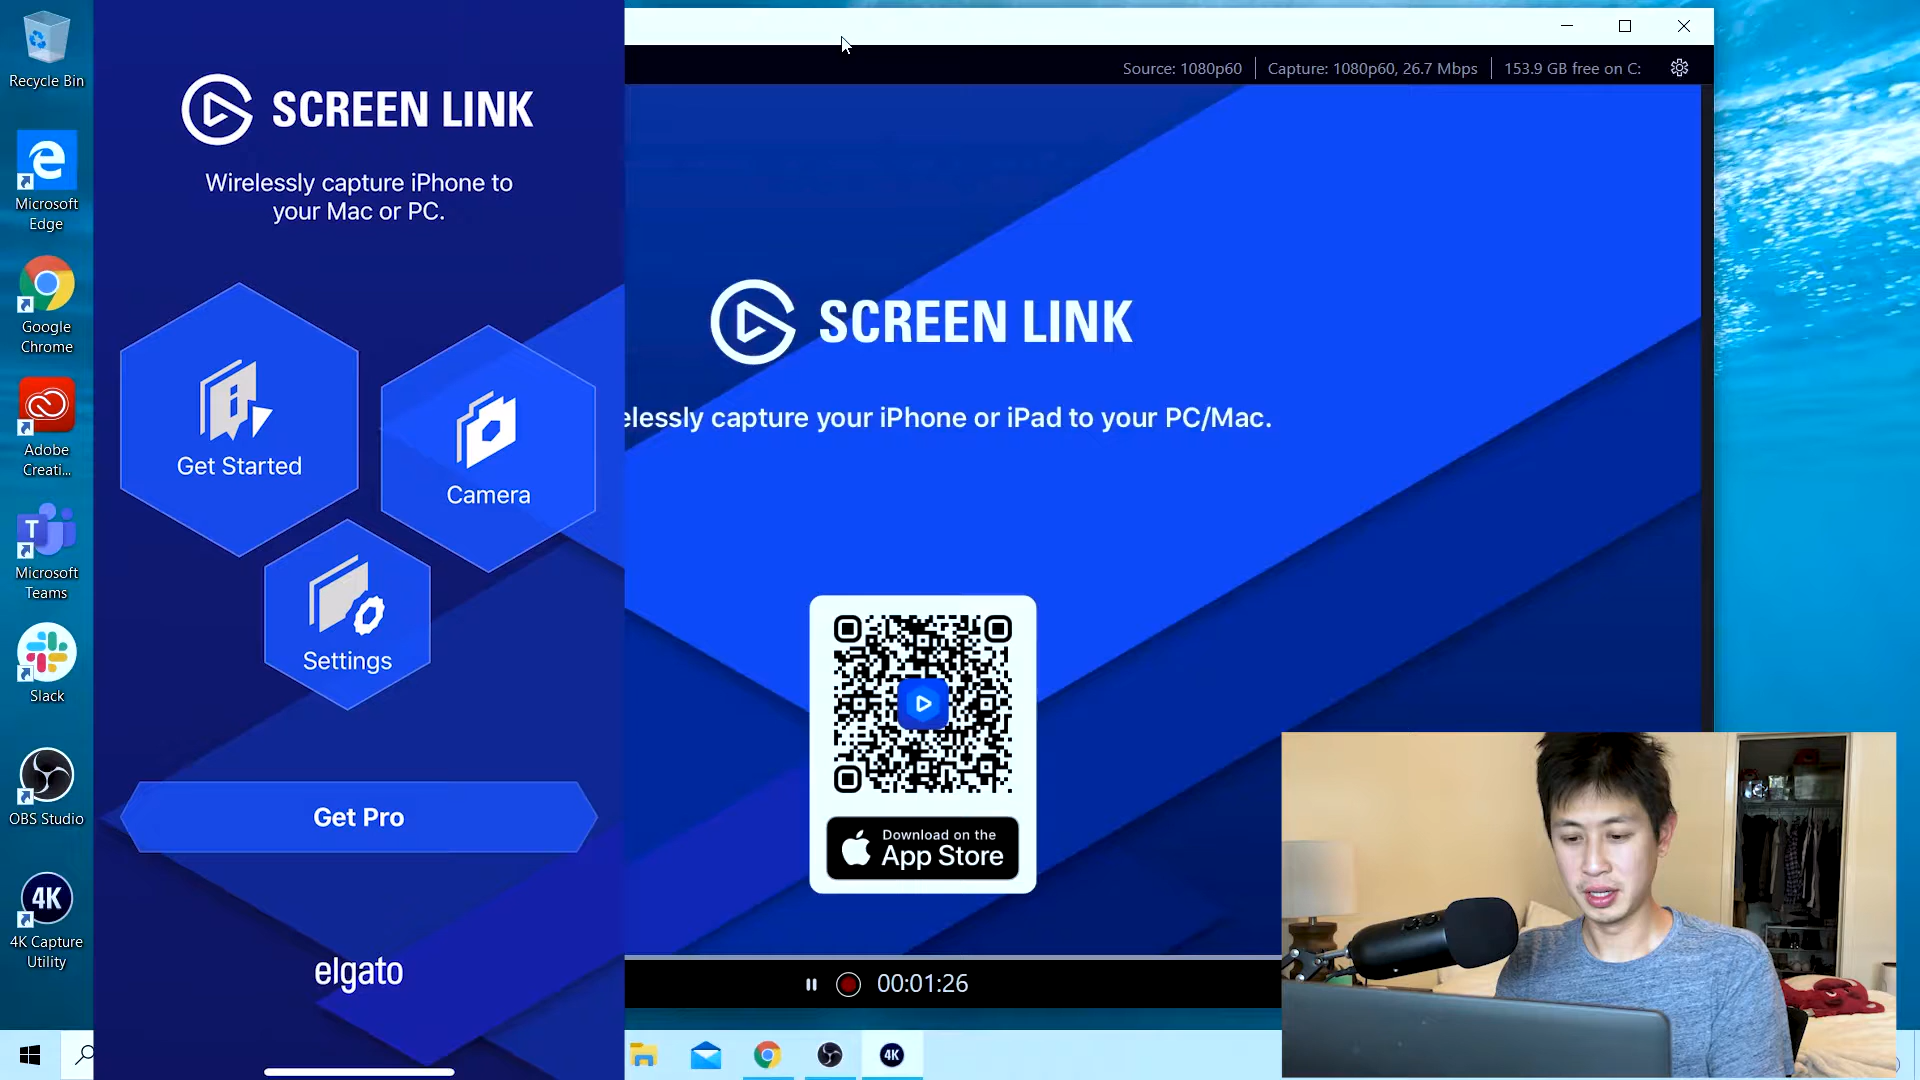 Recycle Bin
Microsoft
Edge
Google
Chrome
Adobe
Creati...
T
Microsoft
Teams
Slack
OBS Studio
4K
4K Capture
Utility
SCREEN LINK
Wirelessly capture iPhone to
your Mac or PC.
Get Started
Camera
Settings
Get Pro
elgato
Source: 1080p60
Capture: 1080p60, 26.7 Mbps
153.9 GB free on C:
SCREEN LINK
elessly capture your iPhone or iPad to your PC/Mac.
Download on the
App Store
00:01:26
4K